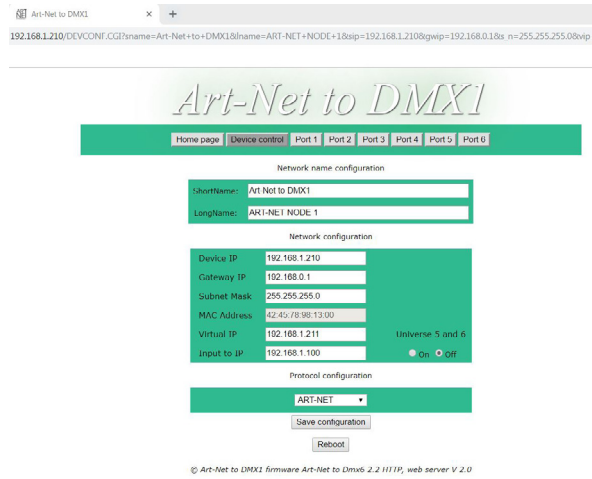 Art-Net to DMX1
192.168.1.210/DEVCONF.CGI?sname=Art-Net+to+DMX1&lname=ART-NET+NODE+1&sip=192.168.1.210&gwip=192.168.0.1&s_n=255.255.255.0&vip
Art-Net to DMX1
Home page Device control Port 1 Port 2 Port 3 Port 4 Port 5 Port 6
Network name configuration
ShortName: Art-Net to DMX1
LongName: ART-NET NODE 1
Network configuration
Device IP 192.168.1.210
Gateway IP 192.168.0.1
Subnet Mask 255.255.255.0
MAC Address 42:45:78:98:13:00
Virtual IP 192.168.1.211 Universe 5 and 6
Input to IP 192.168.1.100 On Off
Protocol configuration
ART-NET
Save configuration
Reboot
© Art-Net to DMX1 firmware Art-Net to Dmx6 2.2 HTTP, web server V 2.0